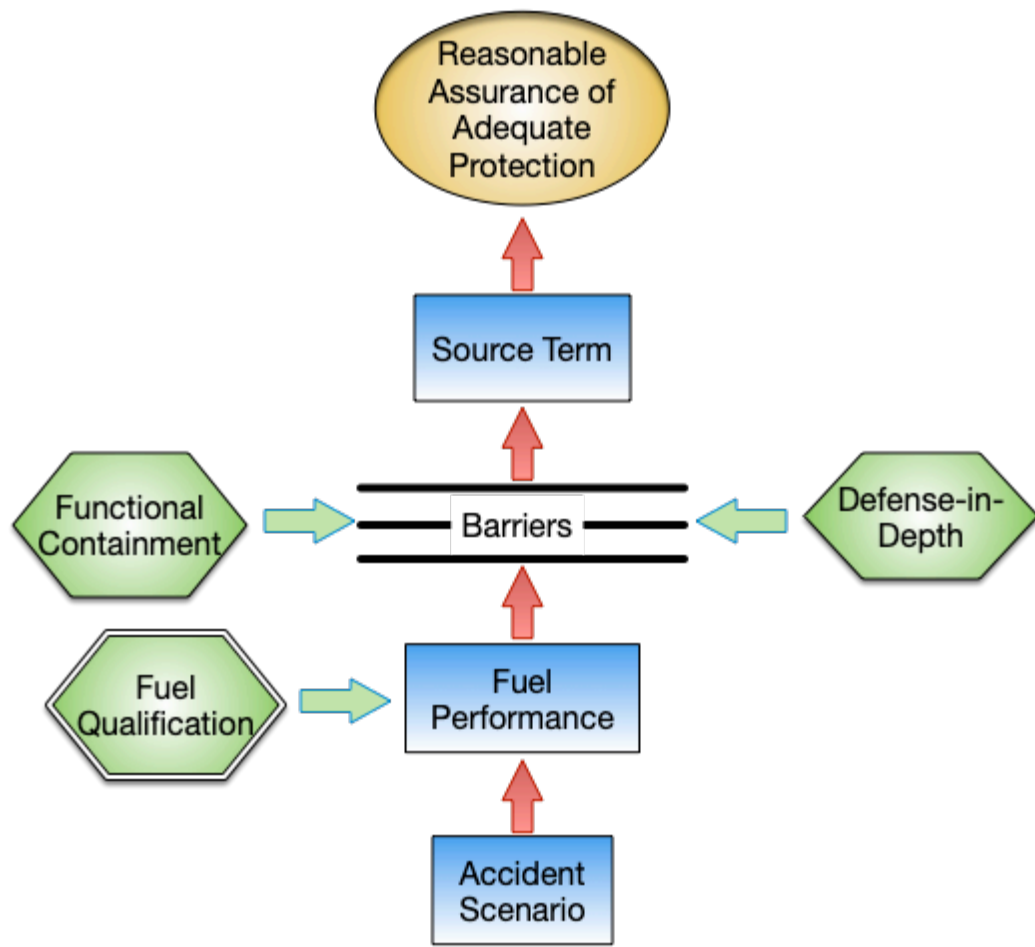 Reasonable
Assurance of
Adequate
Protection
Source Term
Functional
Containment
Barriers
Defense-in-
Depth
Fuel
Qualification
Fuel
Performance
Accident
Scenario